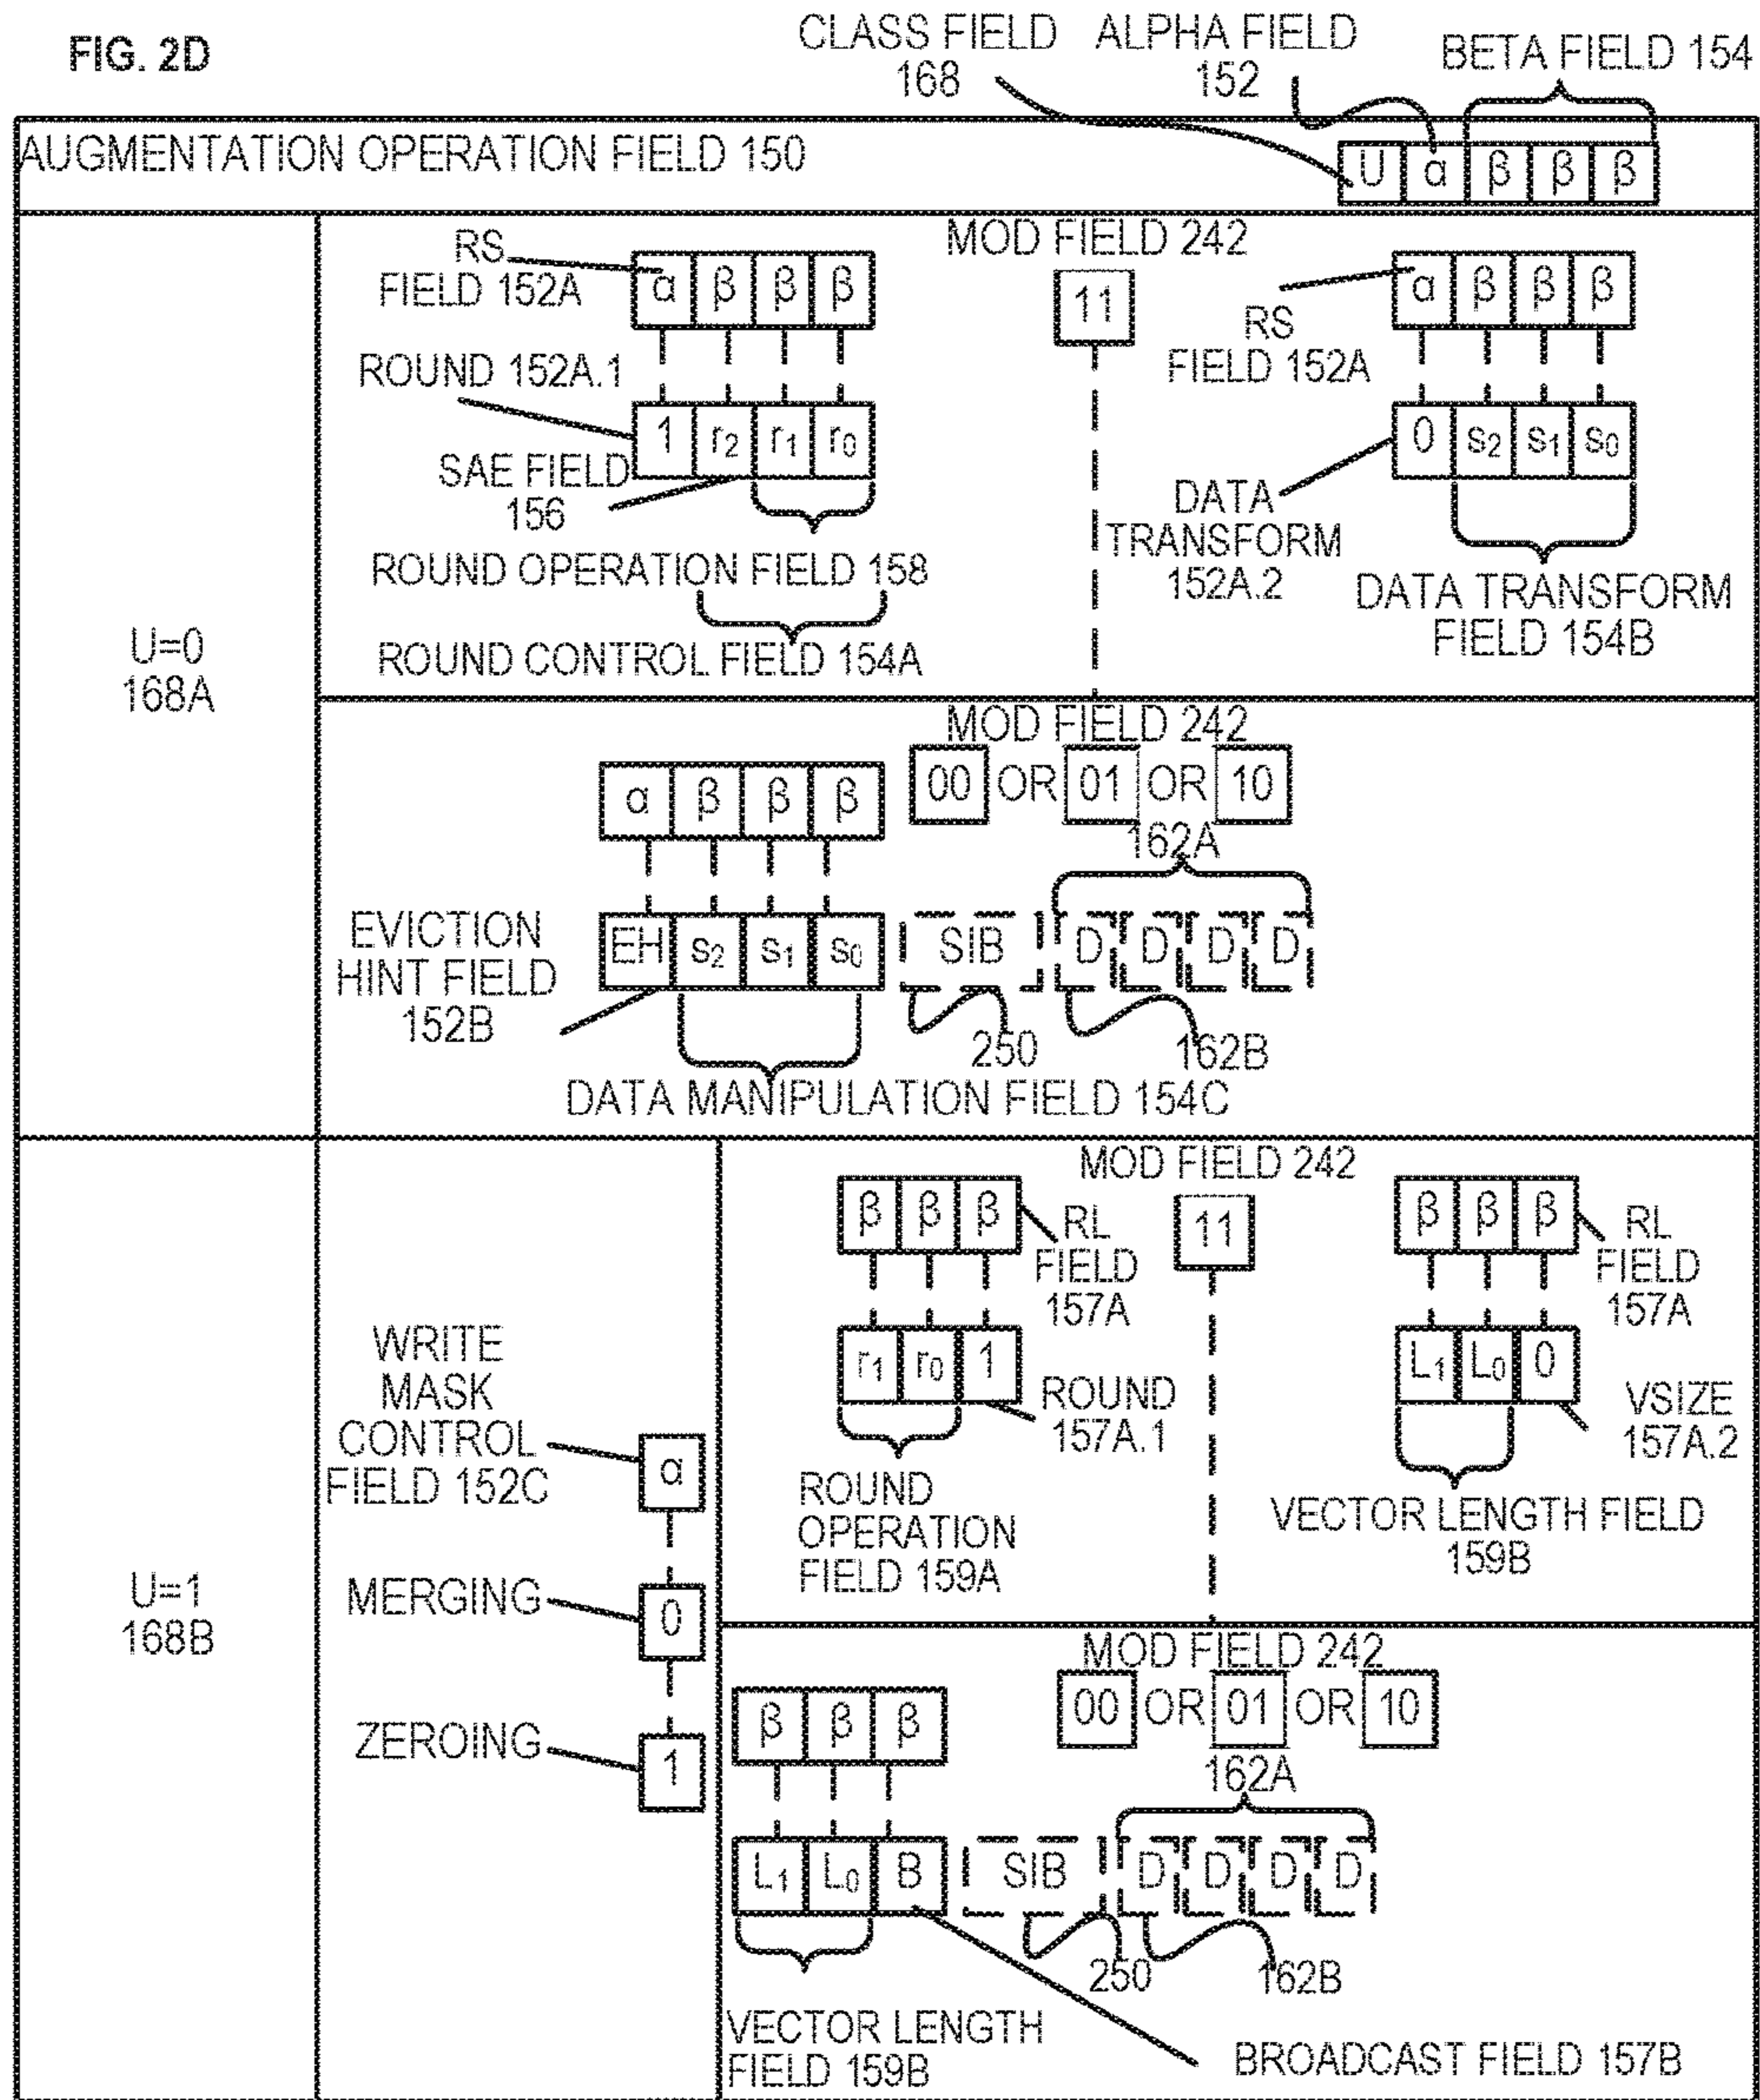 FIG. 2D
CLASS FIELD
168
ALPHA FIELD
152
BETA FIELD 154
AUGMENTATION OPERATION FIELD 150
U α β β β
U=0
168A
RS
FIELD 152A
α β β β
MOD FIELD 242
11
α β β β
RS
FIELD 152A
ROUND 152A.1
1 r2 r1 r0
0 s2 s1 s0
SAE FIELD
156
DATA
TRANSFORM
152A.2
ROUND OPERATION FIELD 158
ROUND CONTROL FIELD 154A
DATA TRANSFORM
FIELD 154B
MOD FIELD 242
00 OR 01 OR 10
α β β β
162A
EVICTION
HINT FIELD
152B
EH s2 s1 s0
SIB
D D D D
250
162B
DATA MANIPULATION FIELD 154C
U=1
168B
WRITE
MASK
CONTROL
FIELD 152C
α
MERGING
0
ZEROING
1
MOD FIELD 242
11
β β β
RL
FIELD
157A
r1 r0 1
ROUND
157A.1
ROUND
OPERATION
FIELD 159A
β β β
RL
FIELD
157A
L1 L0 0
VSIZE
157A.2
VECTOR LENGTH FIELD
159B
MOD FIELD 242
00 OR 01 OR 10
β β β
162A
L1 L0 B
SIB
D D D D
250
162B
VECTOR LENGTH
FIELD 159B
BROADCAST FIELD 157B